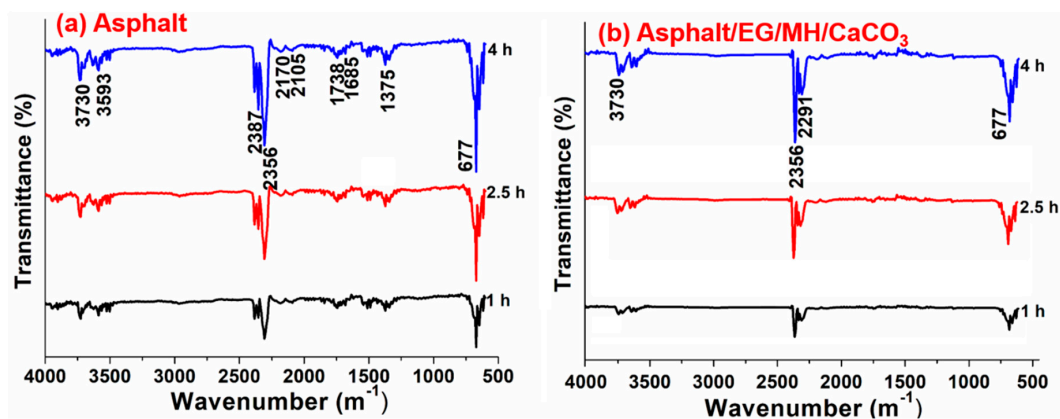 (a) Asphalt
4 h
3730
3593
2387
2356
2170
2105
1738
1685
1375
677
2.5 h
1 h
Transmittance (%)
4000 3500 3000 2500 2000 1500 1000 500
Wavenumber (m⁻¹)
(b) Asphalt/EG/MH/CaCO₃
4 h
3730
2356
2291
677
2.5 h
1 h
Transmittance (%)
4000 3500 3000 2500 2000 1500 1000 500
Wavenumber (m⁻¹)